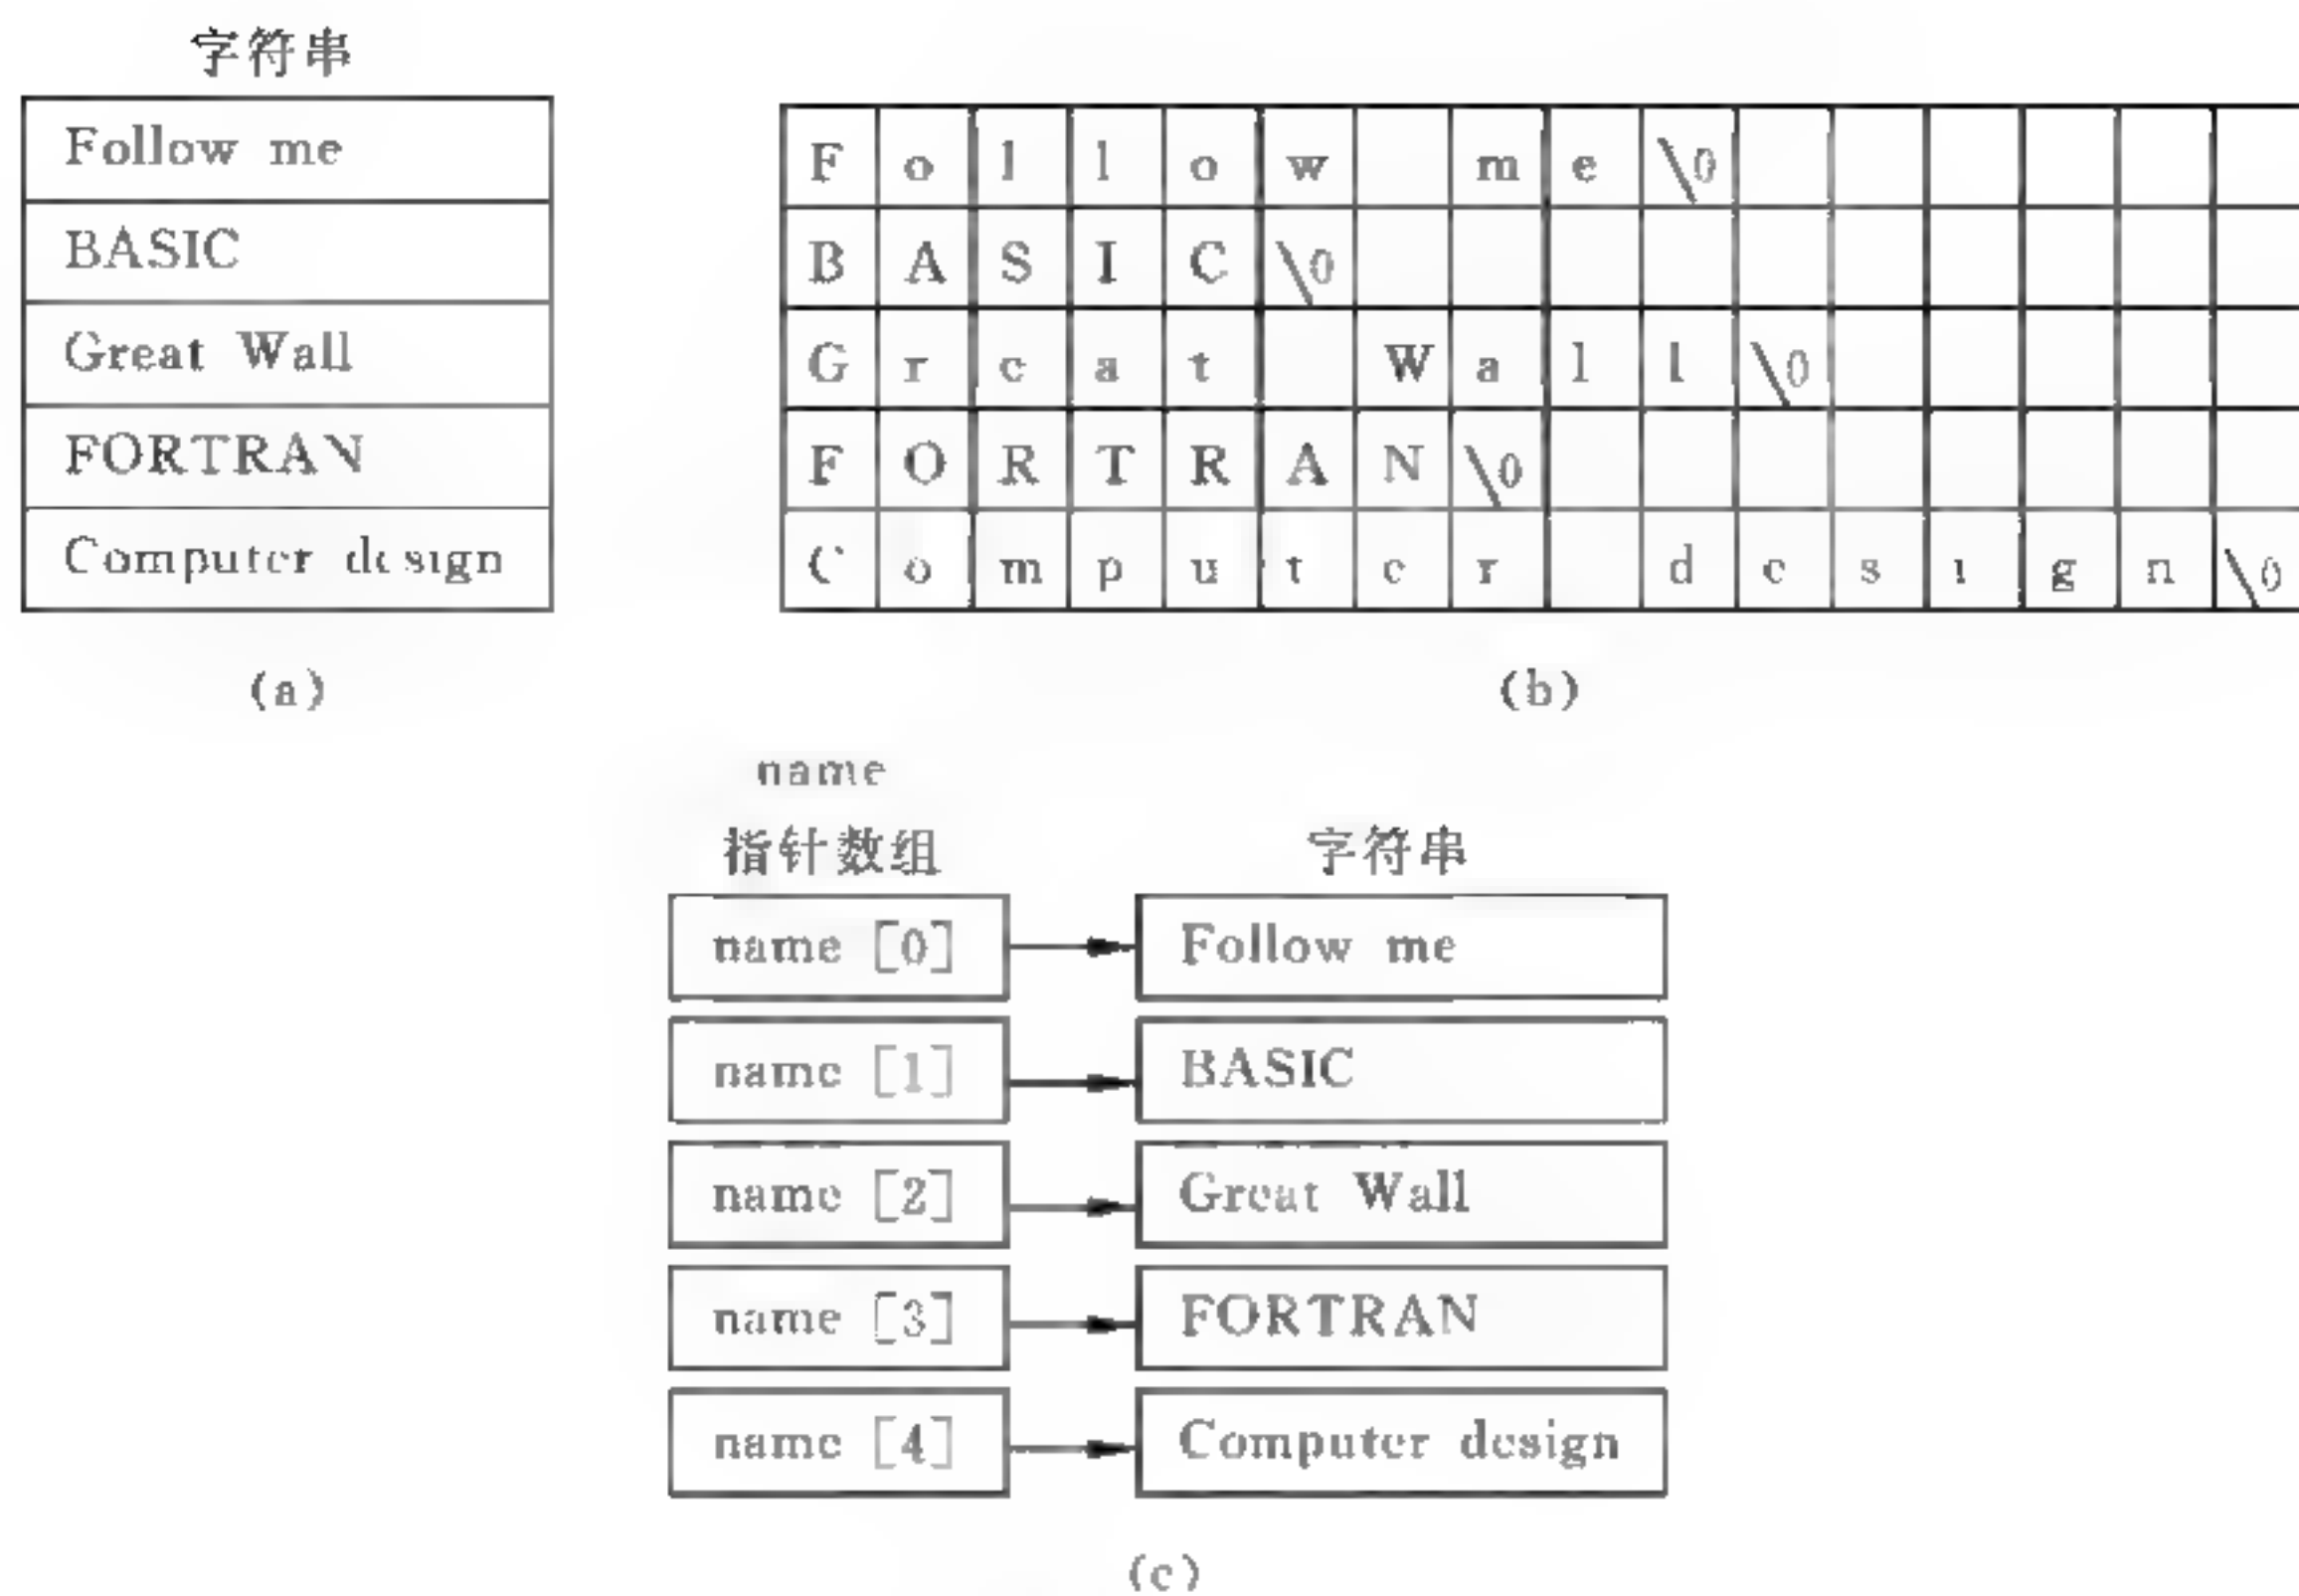 字符串
Follow me
BASIC
Great Wall
FORTRAN
Computer design
(a)
F o l l o w m e \0
B A S I C \0
G r e a t W a l l \0
F O R T R A N \0
C o m p u t e r d e s i g n \0
(b)
name
指针数组 字符串
name [0] Follow me
name [1] BASIC
name [2] Great Wall
name [3] FORTRAN
name [4] Computer design
(c)